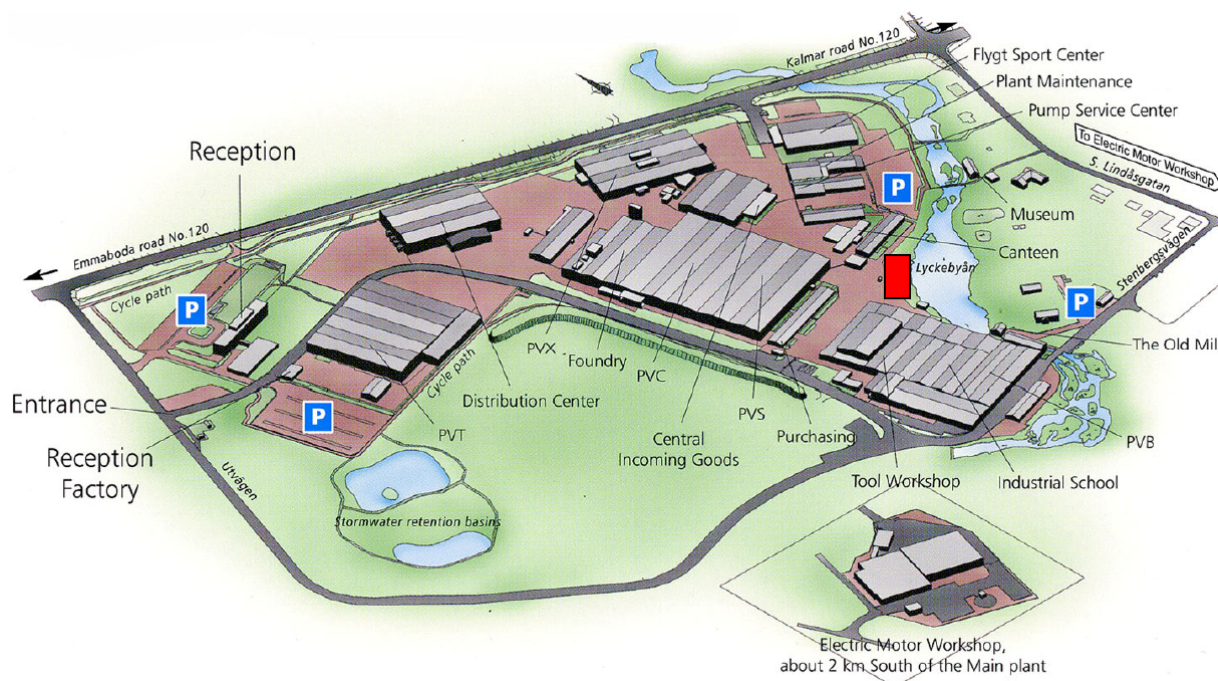 Kalmar road No.120
Flygt Sport Center
Plant Maintenance
Pump Service Center
To Electric Motor Workshop
S. Lindåsgatan
Reception
P
Museum
Canteen
Lyckebyån
Stenbergsvägen
Emmaboda road No.120
Cycle path
P
P
The Old Mil
PVX
Foundry
PVC
Cycle path
Distribution Center
PVS
Entrance
P
PVT
Central
Incoming Goods
Purchasing
PVB
Reception
Factory
Utvägen
Tool Workshop
Industrial School
Stormwater retention basins
Electric Motor Workshop,
about 2 km South of the Main plant